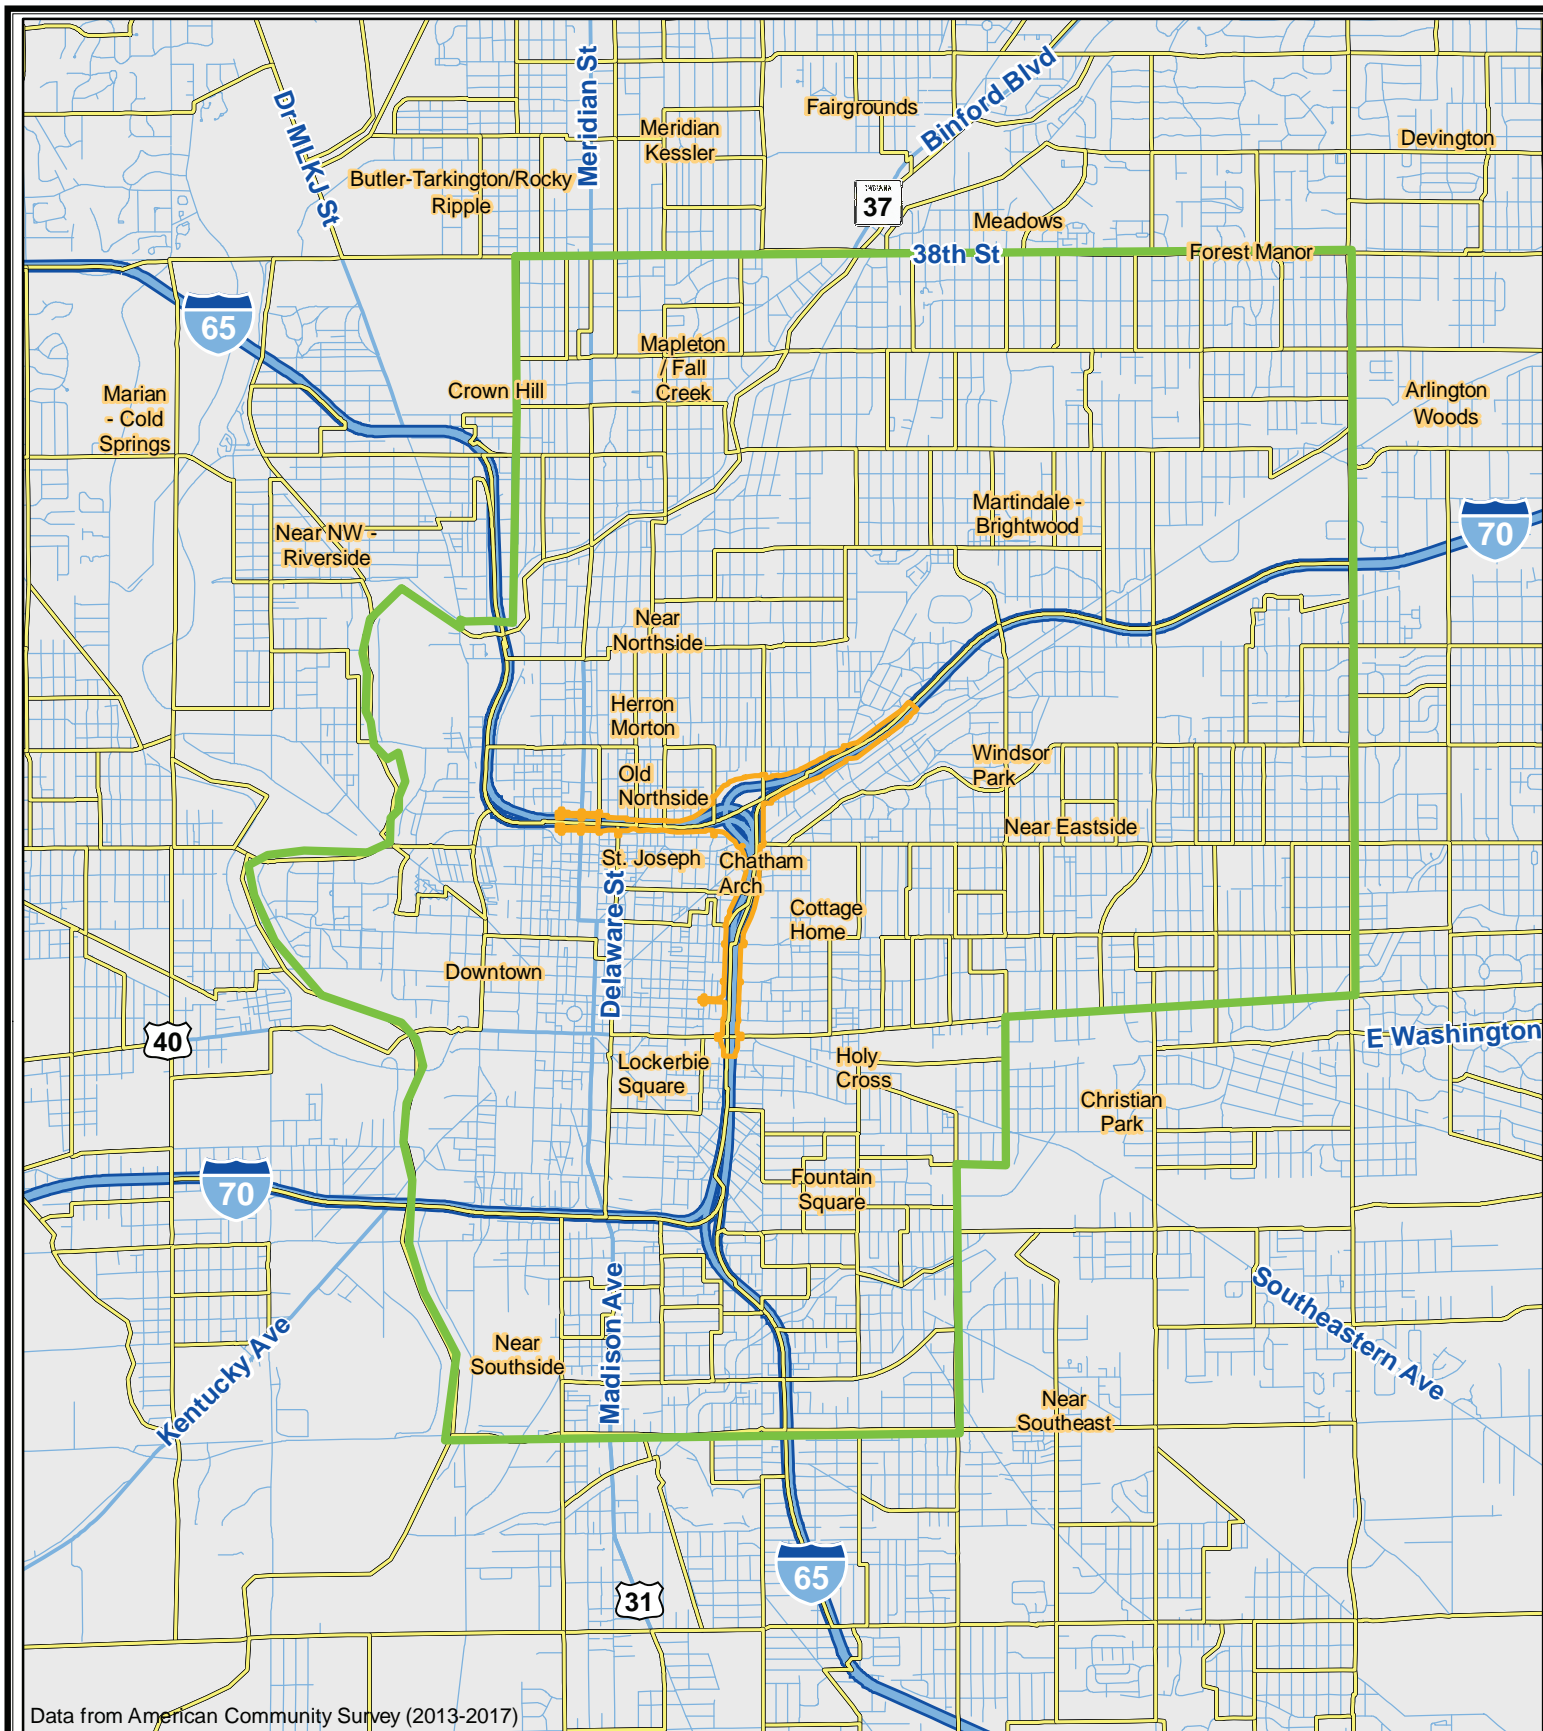 Meridian St
Binford Blvd
Dr MLKJ St
Fairgrounds
Meridian
Kessler
Devington
Butler-Tarkington/Rocky
Ripple
INDIANA
37
Meadows
38th St
Forest Manor
65
Mapleton
/ Fall
Creek
Crown Hill
Marian
- Cold
Springs
Arlington
Woods
Martindale -
Brightwood
70
Near NW -
Riverside
Near
Northside
Herron
Morton
Windsor
Park
Old
Northside
Near Eastside
St. Joseph
Chatham
Arch
Delaware St
Cottage
Home
Downtown
40
E Washington
Lockerbie
Square
Holy
Cross
Christian
Park
70
Fountain
Square
Southeastern Ave
Madison Ave
Kentucky Ave
Near
Southside
Near
Southeast
65
31
Data from American Community Survey (2013-2017)